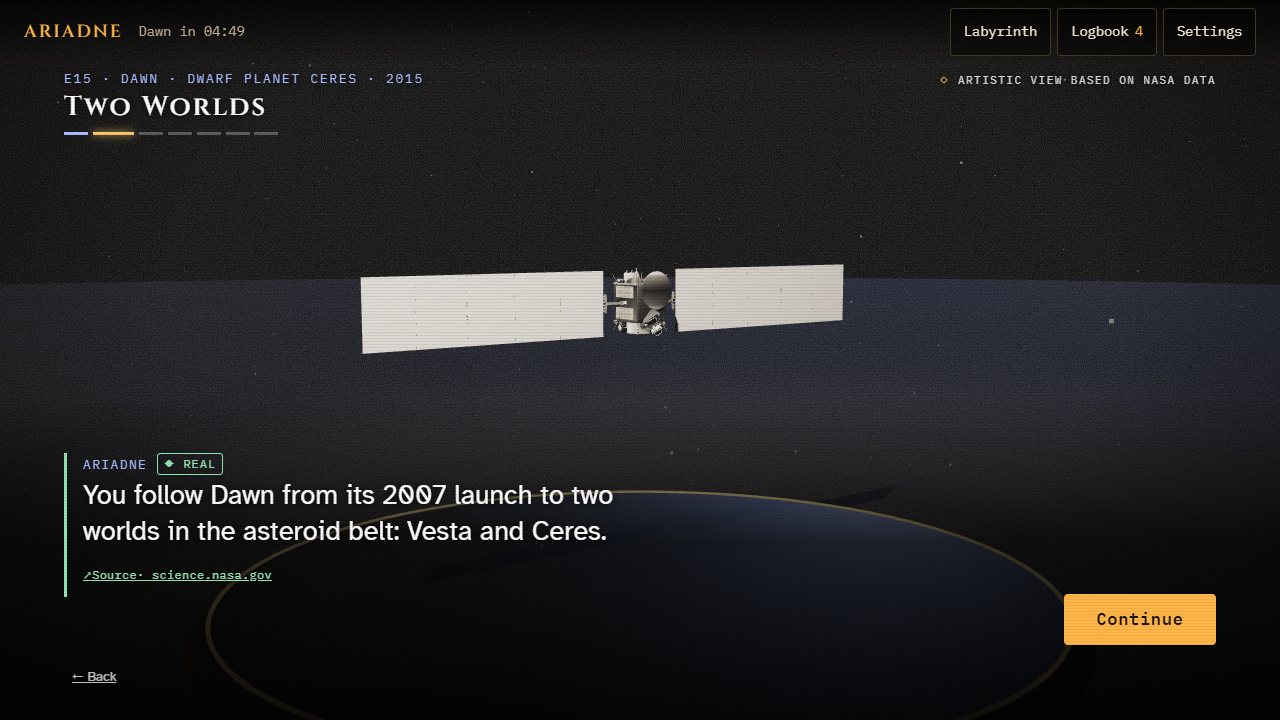 ARIADNE Dawn in 04:49 Labyrinth Logbook 4 Settings
E15 · DAWN · DWARF PLANET CERES · 2015
◇ ARTISTIC VIEW·BASED ON NASA DATA
Two Worlds
ARIADNE ◆ REAL
You follow Dawn from its 2007 launch to two
worlds in the asteroid belt: Vesta and Ceres.
↗Source· science.nasa.gov
Continue
← Back